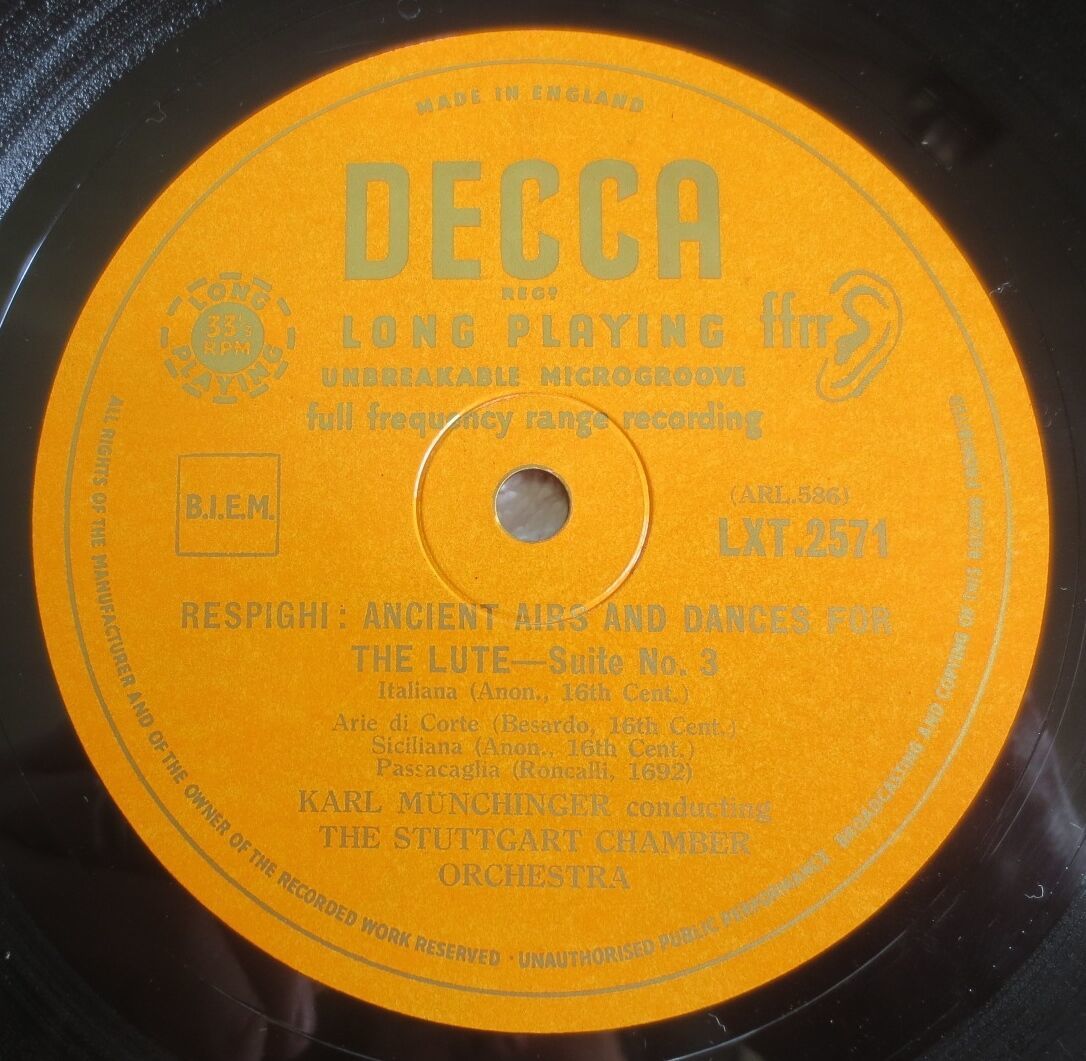 MADE IN ENGLAND
DECCA
REGD
LONG PLAYING
33⅓
RPM
LONG PLAYING
ffrr
UNBREAKABLE MICROGROOVE
full frequency range recording
B.I.E.M.
(ARL.586)
LXT.2571
RESPIGHI : ANCIENT AIRS AND DANCES FOR
THE LUTE—Suite No. 3
Italiana (Anon., 16th Cent.)
Arie di Corte (Besardo, 16th Cent.)
Siciliana (Anon., 16th Cent.)
Passacaglia (Roncalli, 1692)
KARL MÜNCHINGER conducting
THE STUTTGART CHAMBER
ORCHESTRA
ALL RIGHTS OF THE MANUFACTURER AND OF THE OWNER OF THE RECORDED WORK RESERVED · UNAUTHORISED PUBLIC PERFORMANCE BROADCASTING AND COPYING OF THIS RECORD PROHIBITED